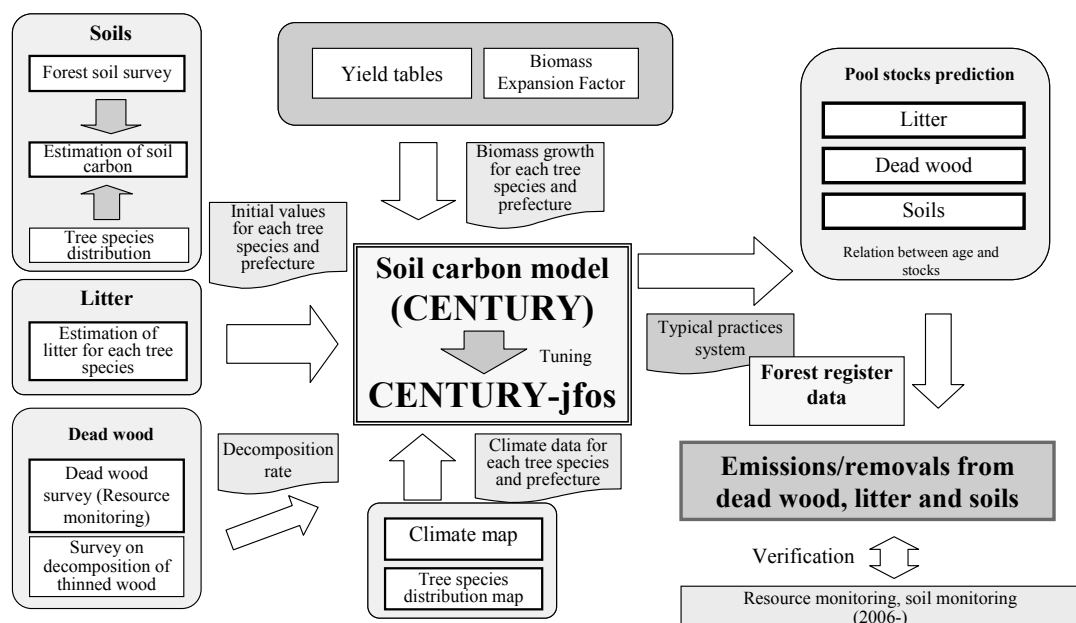 Soils
Forest soil survey
Estimation of soil
carbon
Tree species
distribution
Litter
Estimation of
litter for each tree
species
Dead wood
Dead wood
survey (Resource
monitoring)
Survey on
decomposition of
thinned wood
Yield tables
Biomass
Expansion Factor
Biomass growth
for each tree
species and
prefecture
Initial values
for each tree
species and
prefecture
Decomposition
rate
Soil carbon model
(CENTURY)
Tuning
CENTURY-jfos
Climate data for
each tree species
and prefecture
Climate map
Tree species
distribution map
Pool stocks prediction
Litter
Dead wood
Soils
Relation between age and
stocks
Typical practices
system
Forest register
data
Emissions/removals from
dead wood, litter and soils
Verification
Resource monitoring, soil monitoring
(2006-)